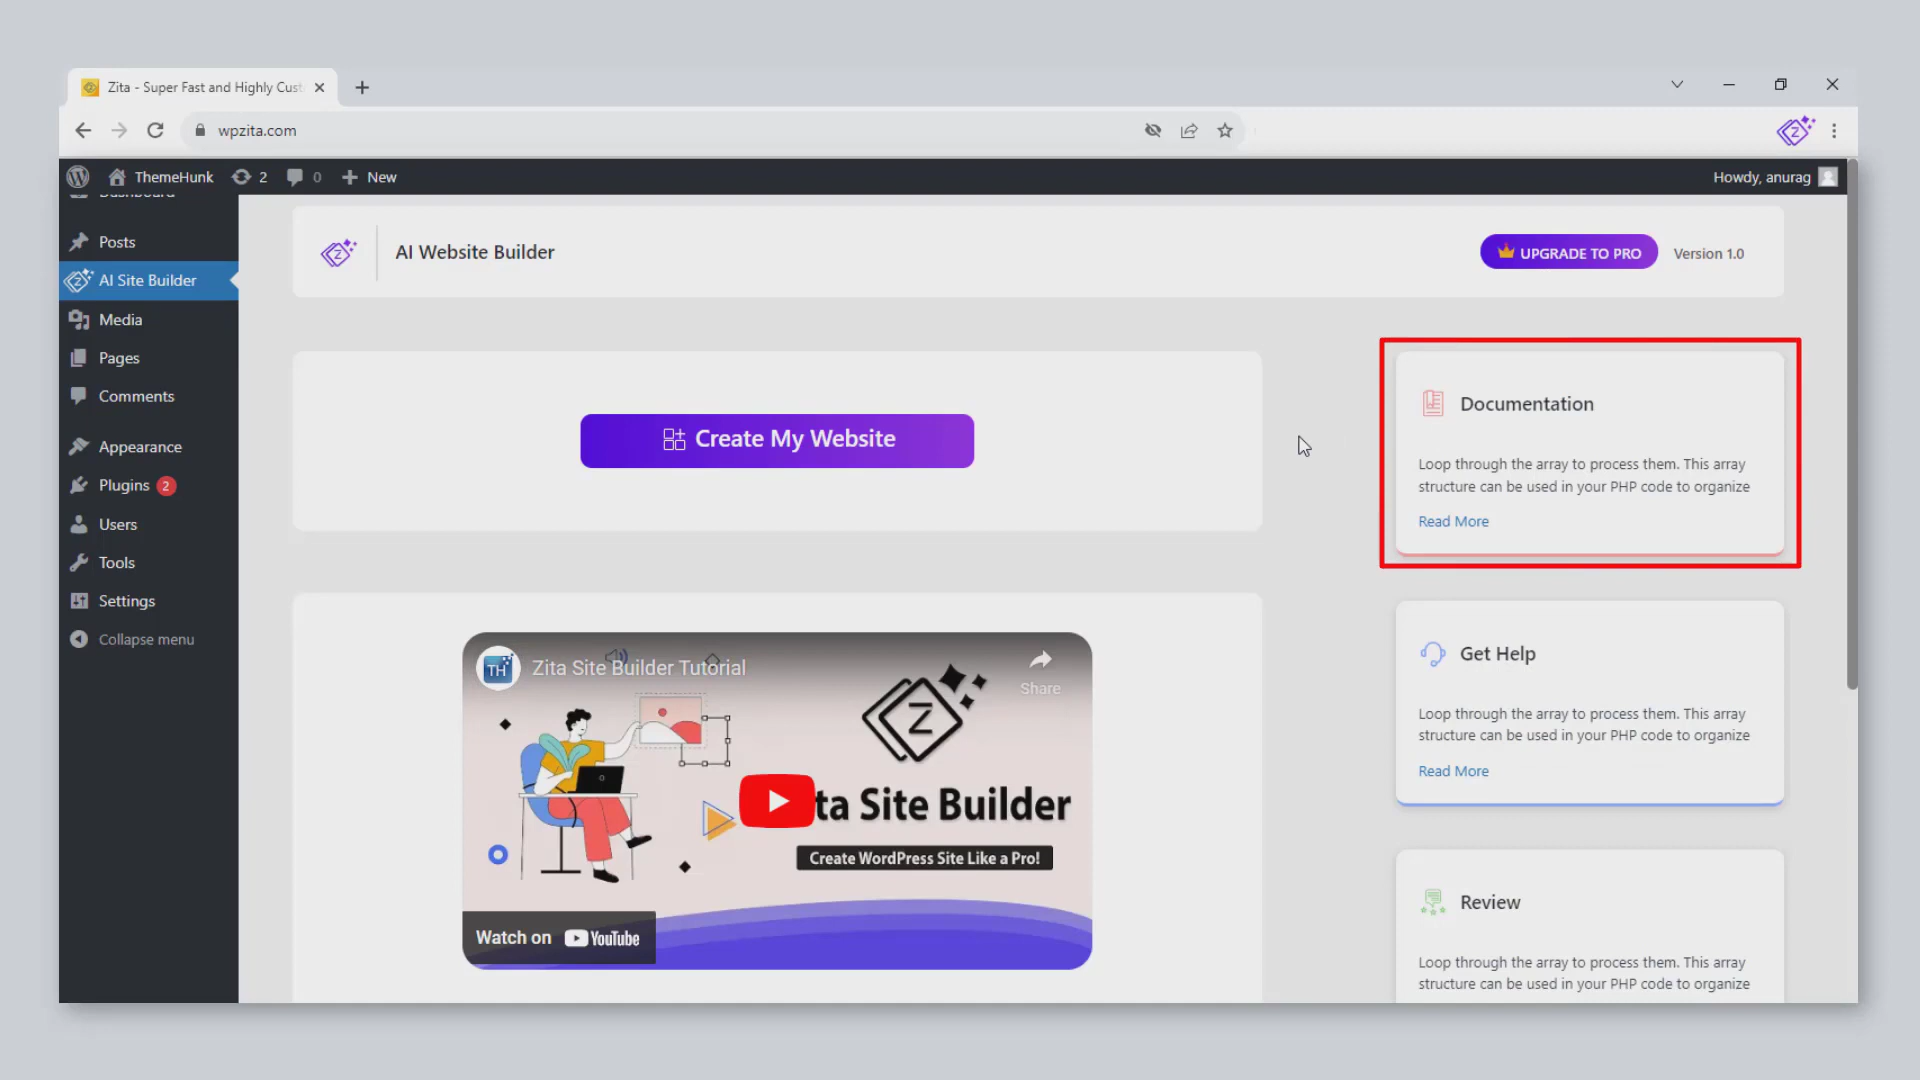 Zita - Super Fast and Highly Cust
wpzita.com
ThemeHunk
2
0
New
Howdy, anurag
Dashboard
Posts
AI Site Builder
Media
Pages
Comments
Appearance
Plugins 2
Users
Tools
Settings
Collapse menu
AI Website Builder
UPGRADE TO PRO
Version 1.0
Create My Website
Documentation
Loop through the array to process them. This array
structure can be used in your PHP code to organize
Read More
TH
Zita Site Builder Tutorial
Share
Z
ta Site Builder
Create WordPress Site Like a Pro!
Watch on YouTube
Get Help
Loop through the array to process them. This array
structure can be used in your PHP code to organize
Read More
Review
Loop through the array to process them. This array
structure can be used in your PHP code to organize